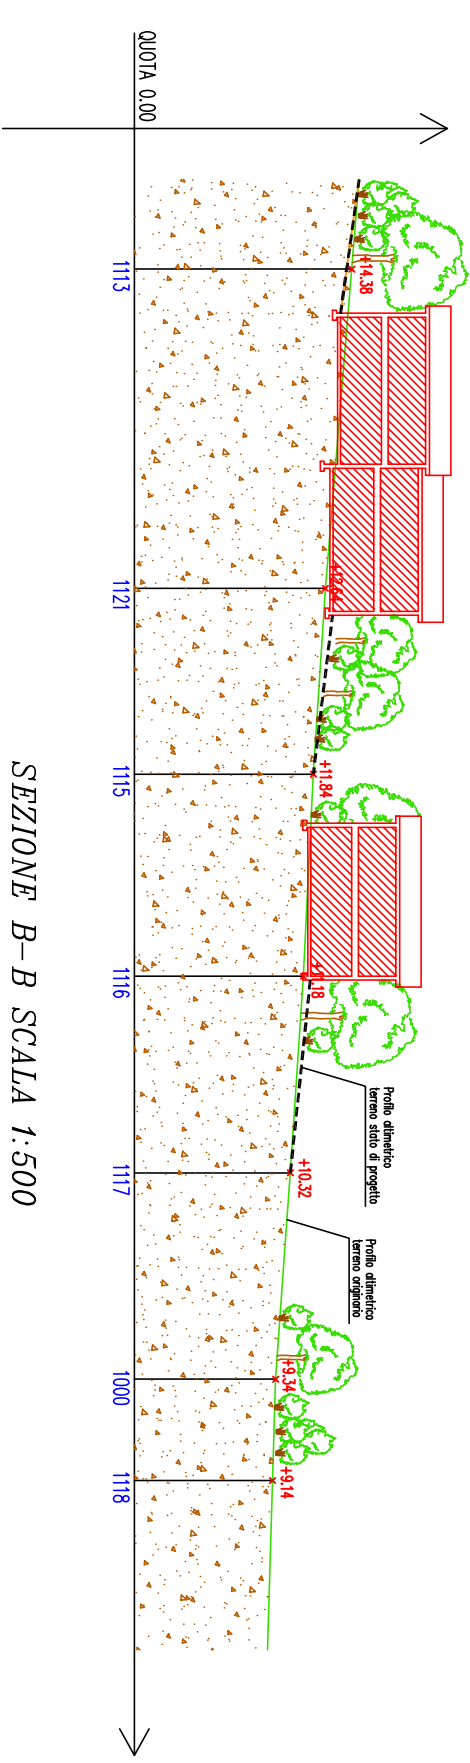 QUOTA 0.00
+14.38
+12.64
+11.84
+11.18
+10.32
+9.34
+9.14
Profilo altimetrico
terreno stato di progetto
Profilo altimetrico
terreno originario
1113
1121
1115
1116
1117
1000
1118
SEZIONE B-B SCALA 1:500